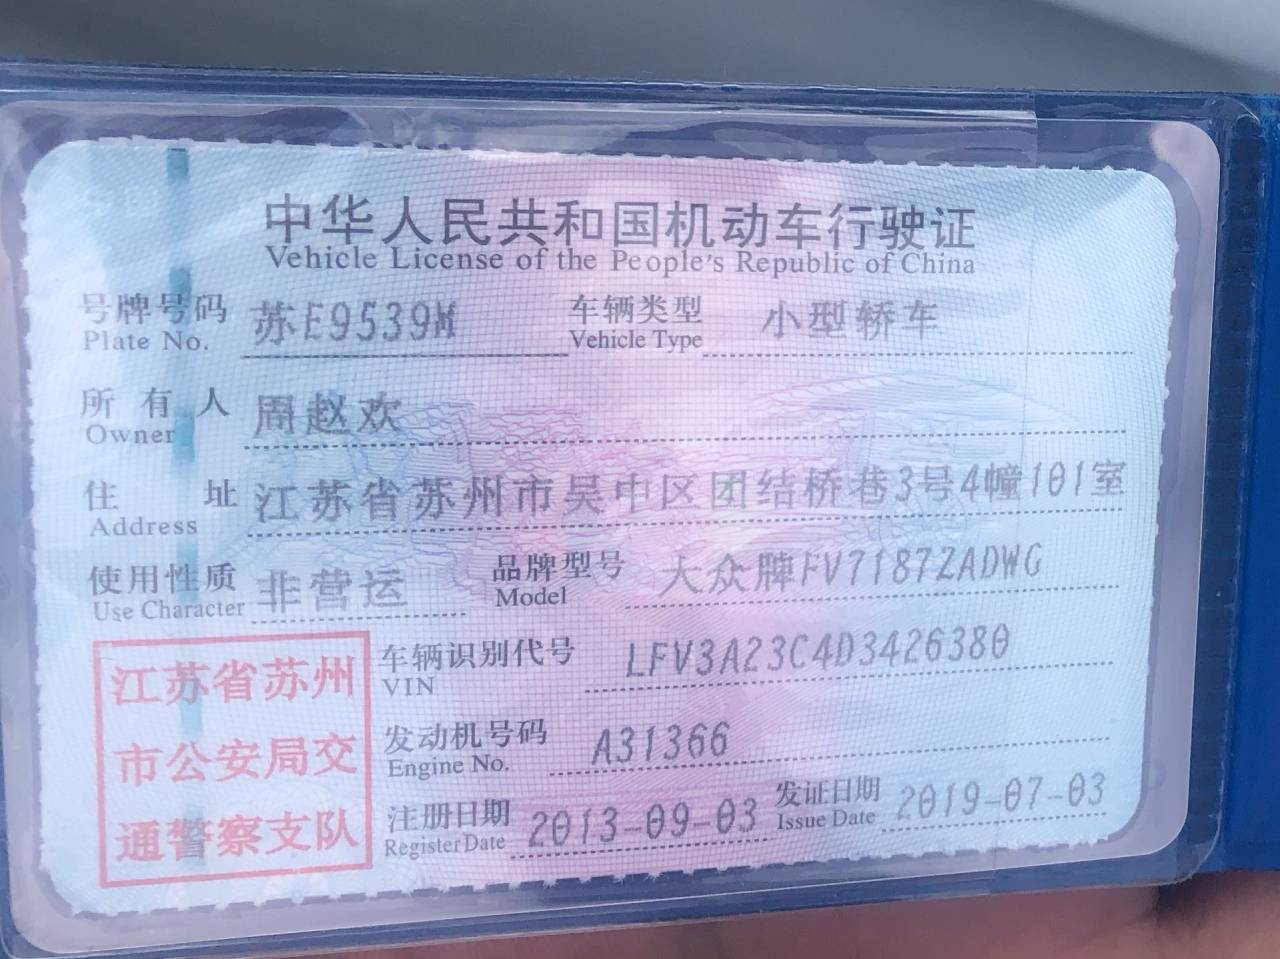 中华人民共和国机动车行驶证
Vehicle License of the People's Republic of China
号牌号码 苏E9539M 车辆类型 小型轿车
Plate No. Vehicle Type
所有人 周赵欢
Owner
住址 江苏省苏州市吴中区团结桥巷3号4幢101室
Address
使用性质 非营运 品牌型号 大众牌FV7187ZADWG
Use Character Model
江苏省苏州
市公安局交
通警察支队
车辆识别代号 LFV3A23C4D3426380
VIN
发动机号码 A31366
Engine No.
注册日期 2013-09-03 发证日期 2019-07-03
Register Date Issue Date